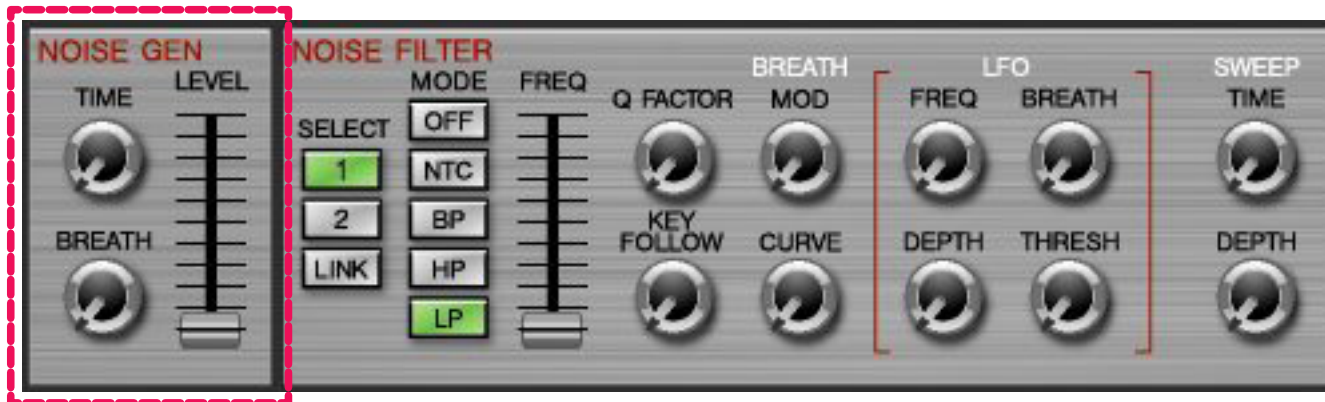 NOISE GEN
TIME
LEVEL
BREATH
NOISE FILTER
SELECT
1
2
LINK
MODE
OFF
NTC
BP
HP
LP
FREQ
Q FACTOR
KEY
FOLLOW
BREATH
MOD
CURVE
LFO
FREQ
BREATH
DEPTH
THRESH
SWEEP
TIME
DEPTH